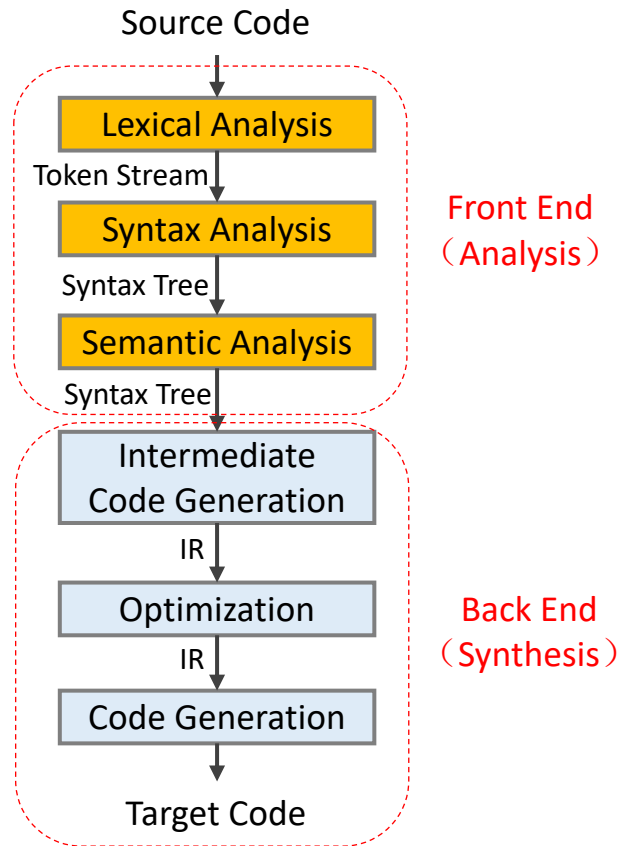 Source Code
Lexical Analysis
Token Stream
Syntax Analysis
Syntax Tree
Semantic Analysis
Syntax Tree
Front End
（Analysis）
Intermediate
Code Generation
IR
Optimization
IR
Code Generation
Target Code
Back End
（Synthesis）